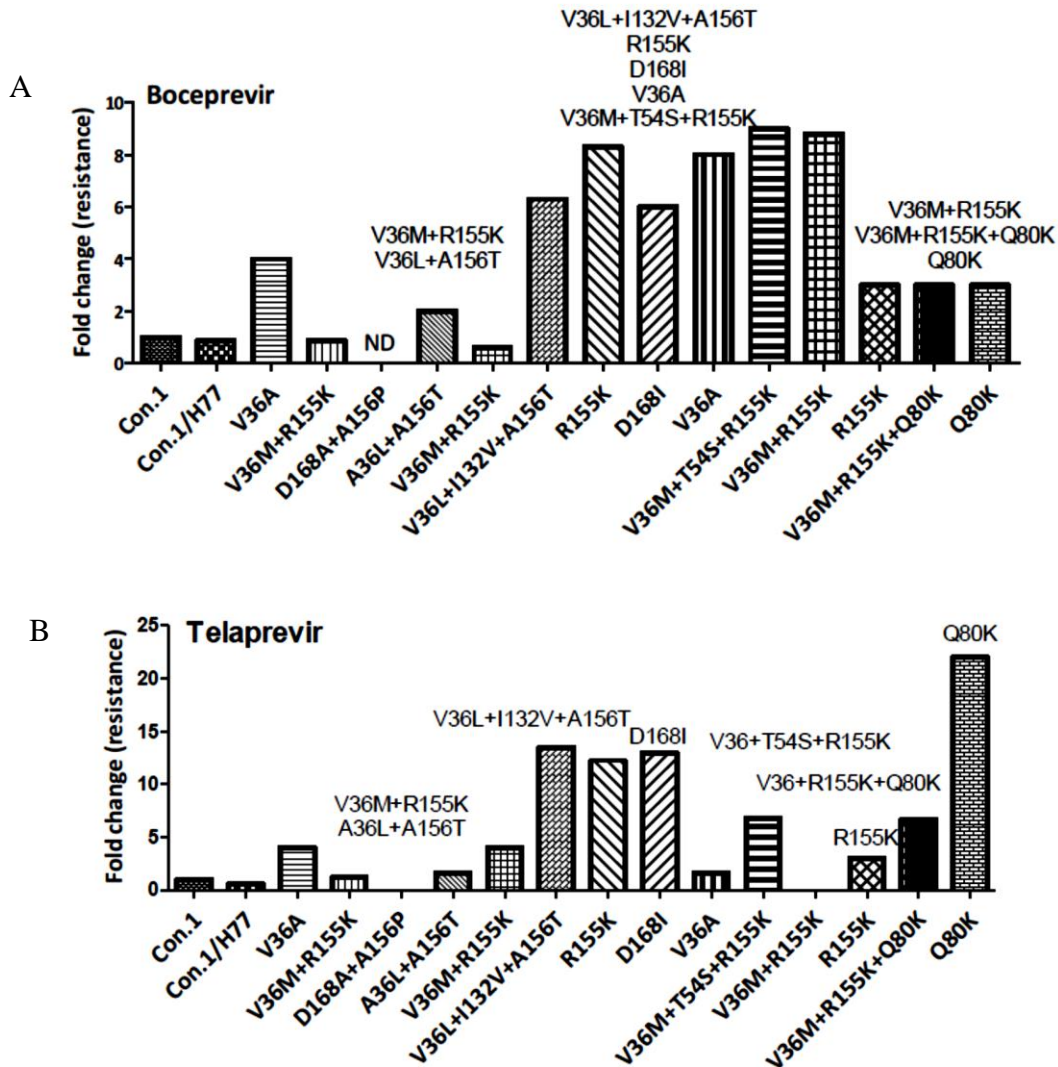 A
Boceprevir
V36L+I132V+A156T
R155K
D168I
V36A
V36M+T54S+R155K
V36M+R155K
V36L+A156T
V36M+R155K
V36M+R155K+Q80K
Q80K
Fold change (resistance)
10
8
6
4
2
0
ND
Con.1
Con.1/H77
V36A
V36M+R155K
D168A+A156P
A36L+A156T
V36M+R155K
V36L+I132V+A156T
R155K
D168I
V36A
V36M+T54S+R155K
V36M+R155K
R155K
V36M+R155K+Q80K
Q80K
B
Telaprevir
Fold change (resistance)
25
20
15
10
5
0
Q80K
V36L+I132V+A156T
D168I
V36+T54S+R155K
V36+R155K+Q80K
V36M+R155K
A36L+A156T
R155K
Con.1
Con.1/H77
V36A
V36M+R155K
D168A+A156P
A36L+A156T
V36M+R155K
V36L+I132V+A156T
R155K
D168I
V36A
V36M+T54S+R155K
V36M+R155K
R155K
V36M+R155K+Q80K
Q80K